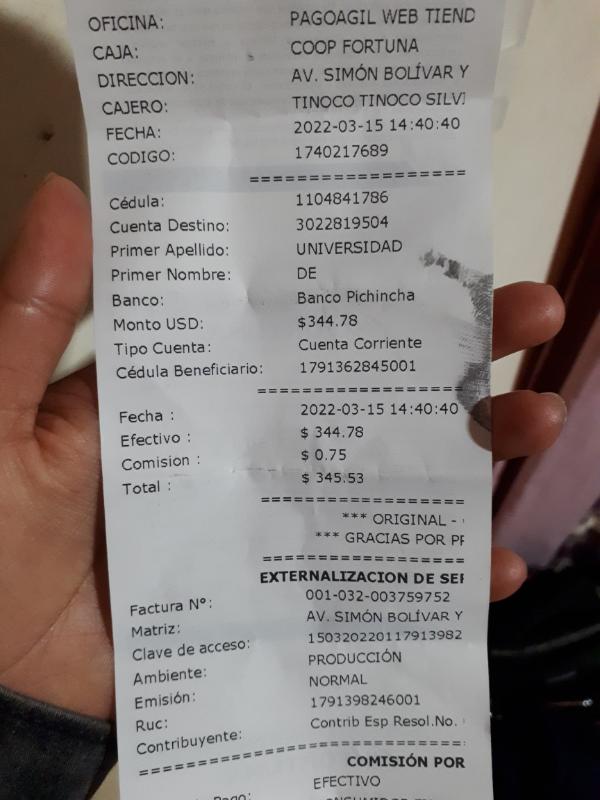 OFICINA: PAGOAGIL WEB TIEND
CAJA: COOP FORTUNA
DIRECCION: AV. SIMÓN BOLÍVAR Y
CAJERO: TINOCO TINOCO SILVI
FECHA: 2022-03-15 14:40:40
CODIGO: 1740217689
==================
Cédula: 1104841786
Cuenta Destino: 3022819504
Primer Apellido: UNIVERSIDAD
Primer Nombre: DE
Banco: Banco Pichincha
Monto USD: $344.78
Tipo Cuenta: Cuenta Corriente
Cédula Beneficiario: 1791362845001
==================
Fecha : 2022-03-15 14:40:40
Efectivo : $ 344.78
Comision : $ 0.75
Total : $ 345.53
==================
*** ORIGINAL -
*** GRACIAS POR PR
==================
EXTERNALIZACION DE SER
Factura N°: 001-032-003759752
Matriz: AV. SIMÓN BOLÍVAR Y
Clave de acceso: 150320220117913982
Ambiente: PRODUCCIÓN
Emisión: NORMAL
Ruc: 1791398246001
Contribuyente: Contrib Esp Resol.No.
============================
COMISIÓN POR
Pago: EFECTIVO